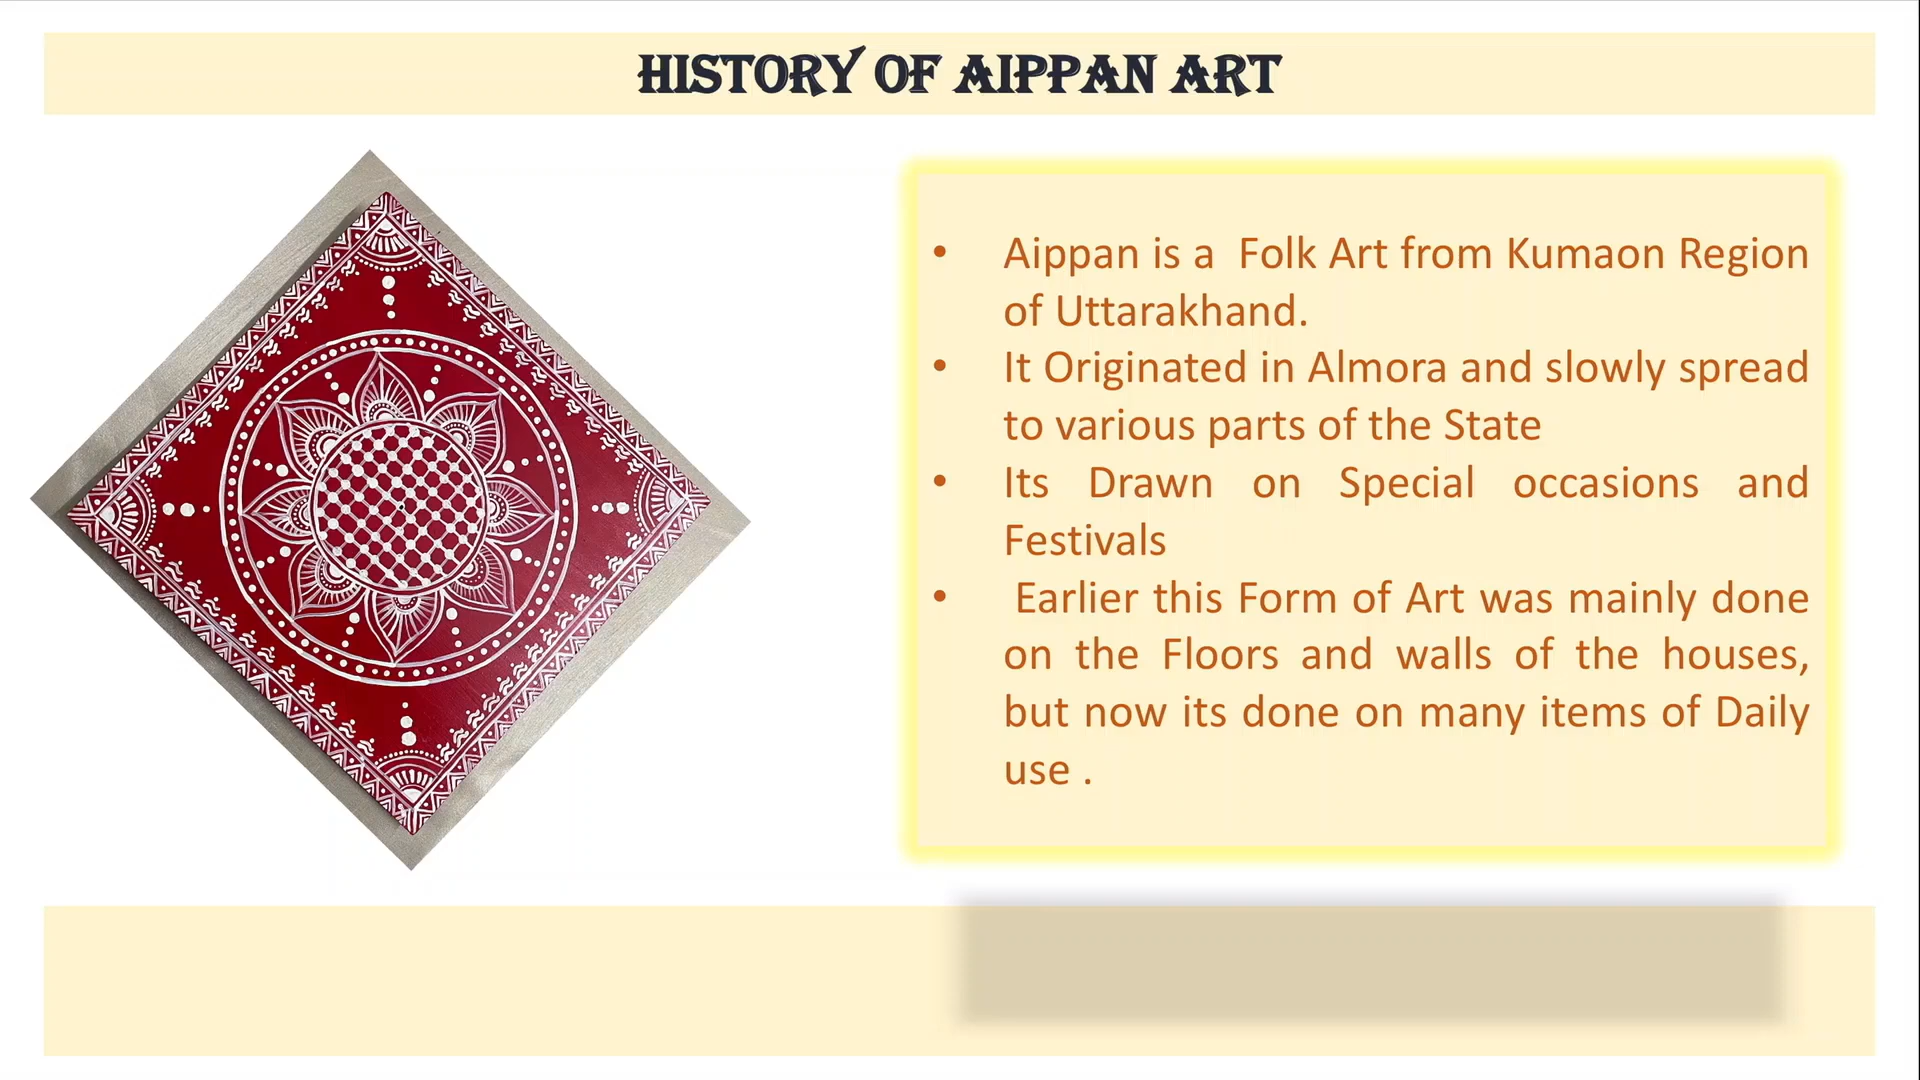 HISTORY OF AIPPAN ART
• Aippan is a Folk Art from Kumaon Region
of Uttarakhand.
• It Originated in Almora and slowly spread
to various parts of the State
• Its Drawn on Special occasions and
Festivals
• Earlier this Form of Art was mainly done
on the Floors and walls of the houses,
but now its done on many items of Daily
use .